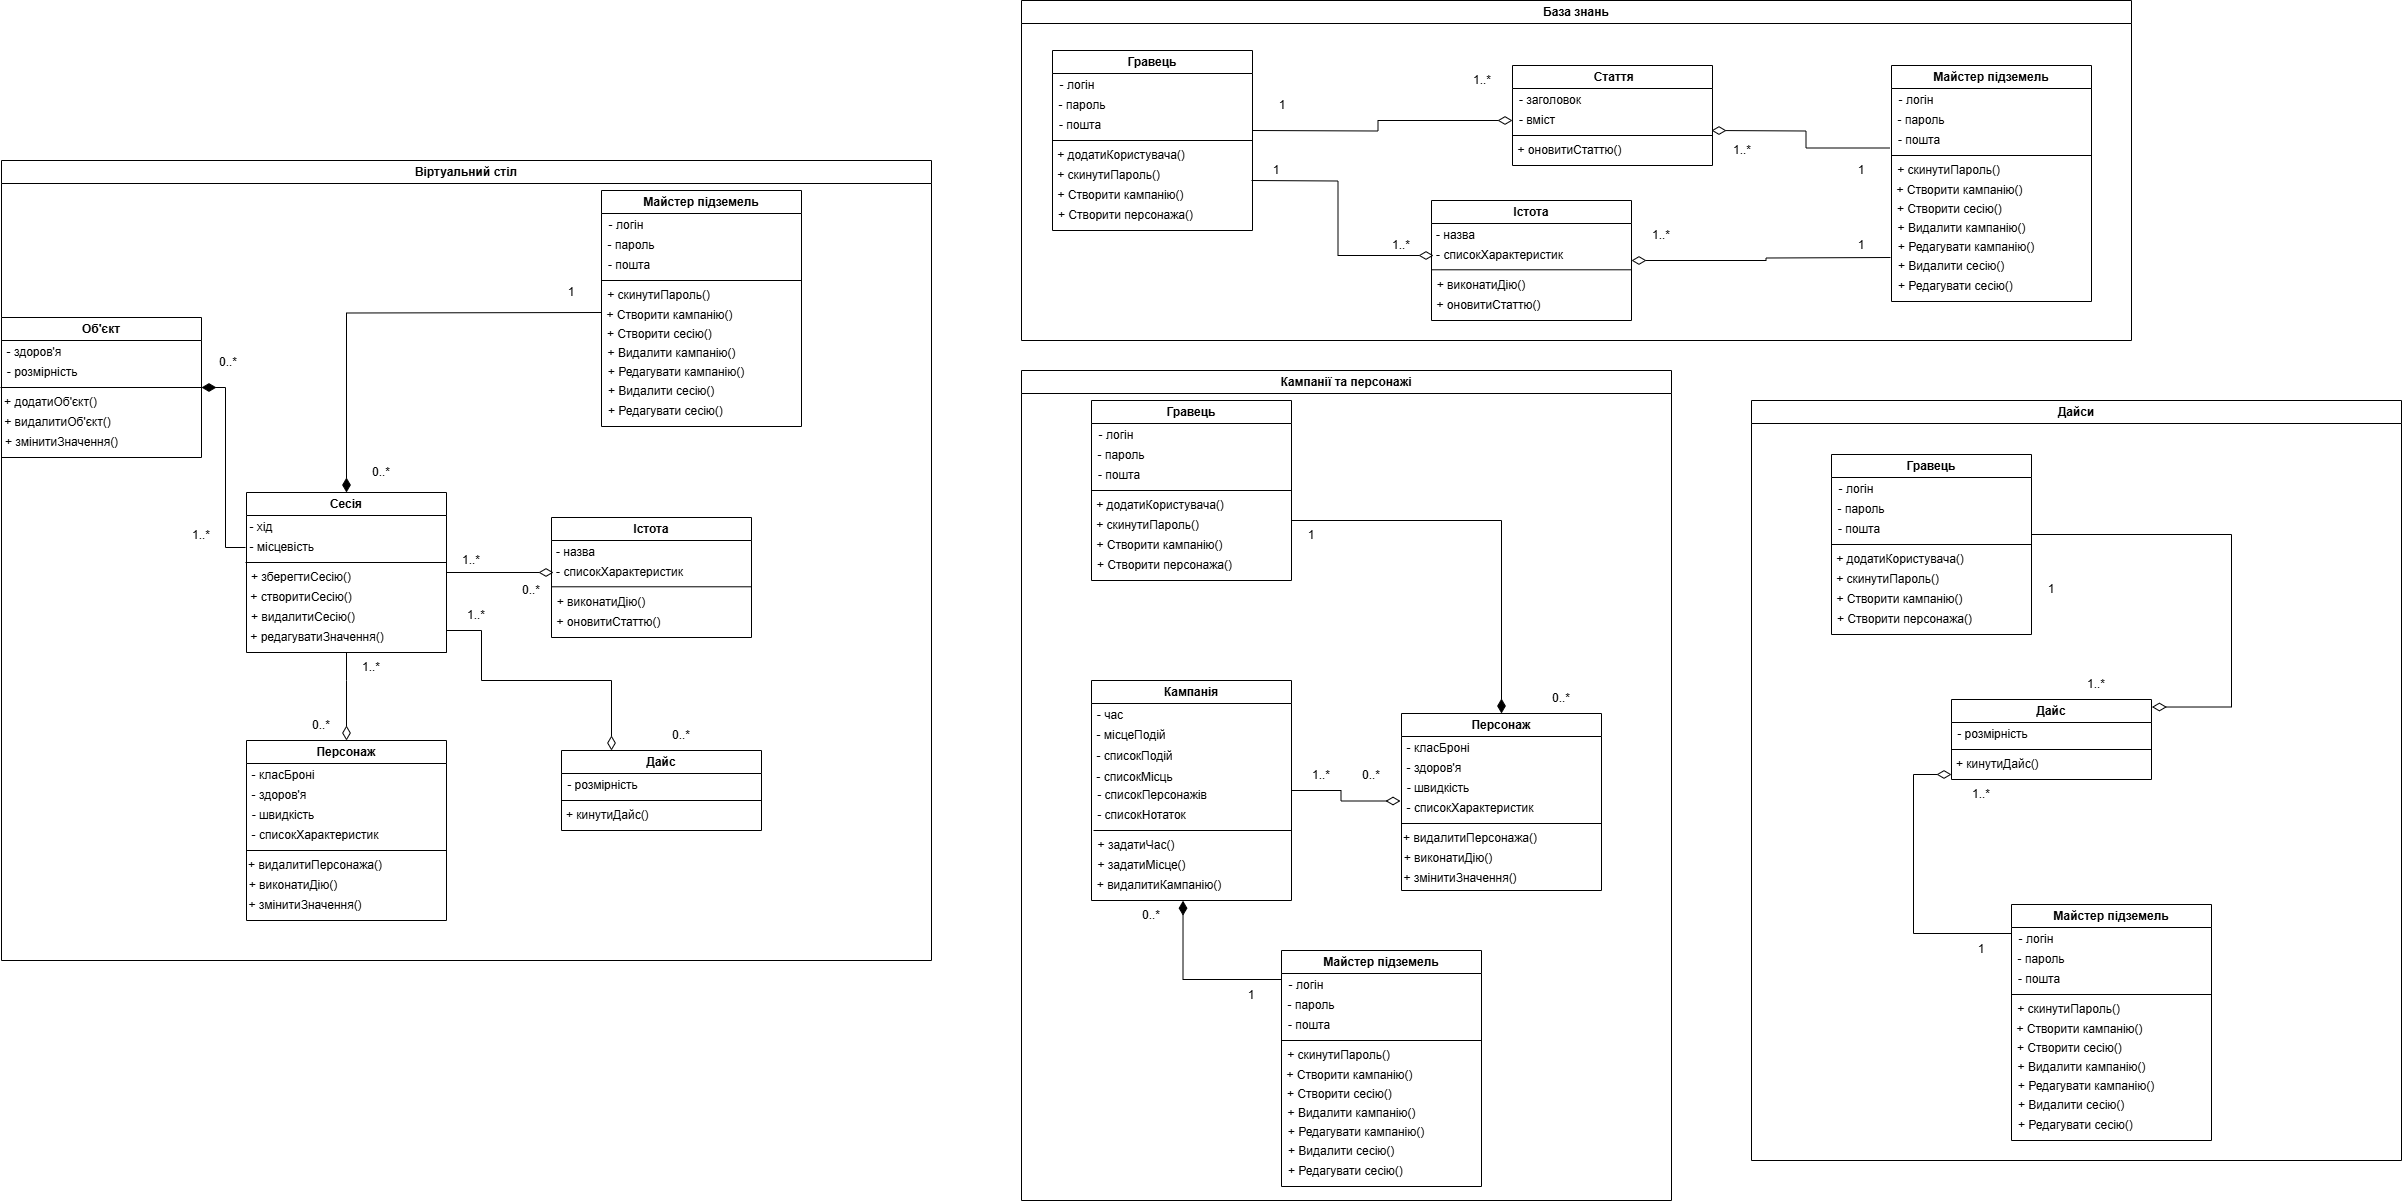 База знань
Гравець
- логін
- пароль
- пошта
+ додатиКористувача()
+ скинутиПароль()
+ Створити кампанію()
+ Створити персонажа()
1
1..*
1
1..*
Стаття
- заголовок
- вміст
+ оновитиСтаттю()
1..*
1
Істота
- назва
- списокХарактеристик
+ виконатиДію()
+ оновитиСтаттю()
1..*
1
Майстер підземель
- логін
- пароль
- пошта
+ скинутиПароль()
+ Створити кампанію()
+ Створити сесію()
+ Видалити кампанію()
+ Редагувати кампанію()
+ Видалити сесію()
+ Редагувати сесію()
Віртуальний стіл
Майстер підземель
- логін
- пароль
- пошта
+ скинутиПароль()
+ Створити кампанію()
+ Створити сесію()
+ Видалити кампанію()
+ Редагувати кампанію()
+ Видалити сесію()
+ Редагувати сесію()
1
0..*
Об'єкт
- здоров'я
- розмірність
+ додатиОб'єкт()
+ видалитиОб'єкт()
+ змінитиЗначення()
0..*
1..*
Сесія
- хід
- місцевість
+ зберегтиСесію()
+ створитиСесію()
+ видалитиСесію()
+ редагуватиЗначення()
1..*
0..*
1..*
0..*
1..*
0..*
Істота
- назва
- списокХарактеристик
+ виконатиДію()
+ оновитиСтаттю()
Персонаж
- класБроні
- здоров'я
- швидкість
- списокХарактеристик
+ видалитиПерсонажа()
+ виконатиДію()
+ змінитиЗначення()
Дайс
- розмірність
+ кинутиДайс()
Кампанії та персонажі
Гравець
- логін
- пароль
- пошта
+ додатиКористувача()
+ скинутиПароль()
+ Створити кампанію()
+ Створити персонажа()
1
0..*
Кампанія
- час
- місцеПодій
- списокПодій
- списокМісць
- списокПерсонажів
- списокНотаток
+ задатиЧас()
+ задатиМісце()
+ видалитиКампанію()
1..*
0..*
Персонаж
- класБроні
- здоров'я
- швидкість
- списокХарактеристик
+ видалитиПерсонажа()
+ виконатиДію()
+ змінитиЗначення()
0..*
1
Майстер підземель
- логін
- пароль
- пошта
+ скинутиПароль()
+ Створити кампанію()
+ Створити сесію()
+ Видалити кампанію()
+ Редагувати кампанію()
+ Видалити сесію()
+ Редагувати сесію()
Дайси
Гравець
- логін
- пароль
- пошта
+ додатиКористувача()
+ скинутиПароль()
+ Створити кампанію()
+ Створити персонажа()
1
1..*
Дайс
- розмірність
+ кинутиДайс()
1..*
1
Майстер підземель
- логін
- пароль
- пошта
+ скинутиПароль()
+ Створити кампанію()
+ Створити сесію()
+ Видалити кампанію()
+ Редагувати кампанію()
+ Видалити сесію()
+ Редагувати сесію()